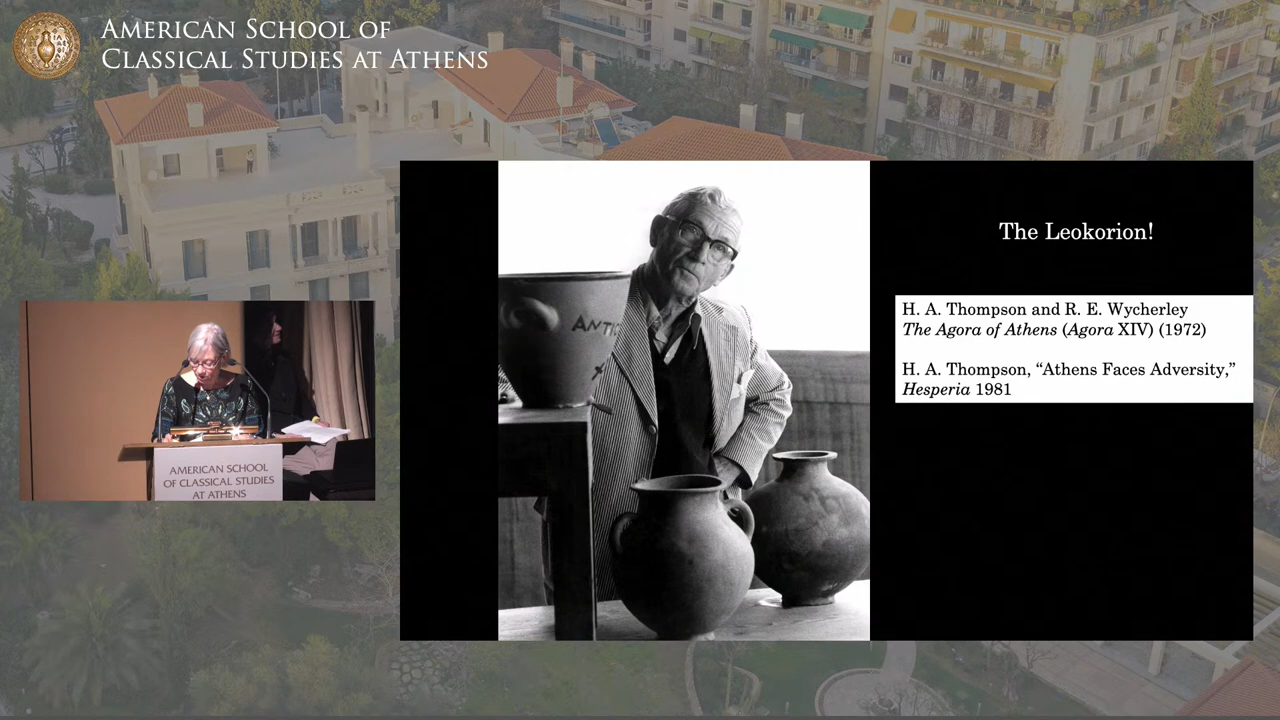 AMERICAN SCHOOL OF
CLASSICAL STUDIES AT ATHENS
The Leokorion!
H. A. Thompson and R. E. Wycherley
The Agora of Athens (Agora XIV) (1972)
H. A. Thompson, “Athens Faces Adversity,”
Hesperia 1981
AMERICAN SCHOOL
OF CLASSICAL STUDIES
AT ATHENS